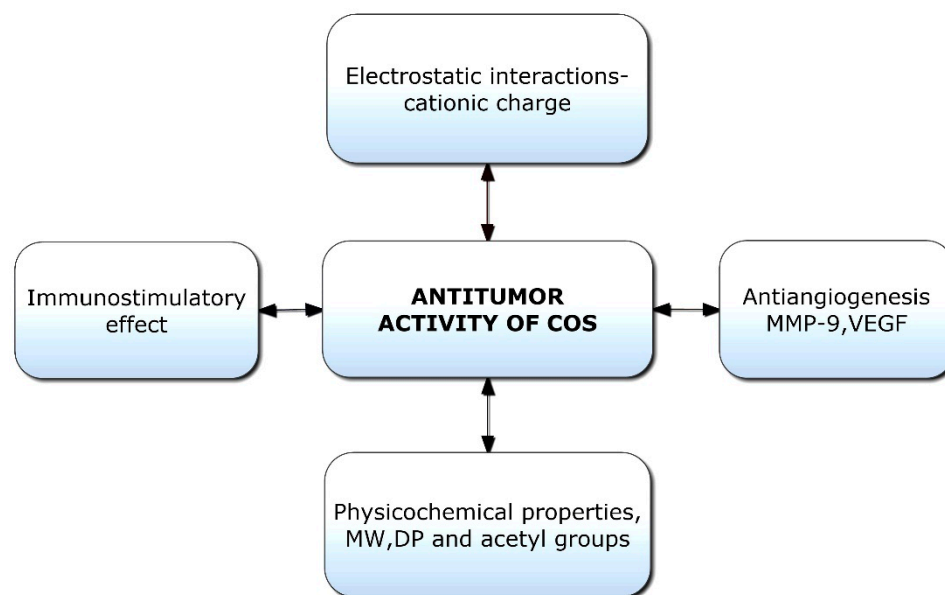 Electrostatic interactions-
cationic charge
Immunostimulatory
effect
ANTITUMOR
ACTIVITY OF COS
Antiangiogenesis
MMP-9,VEGF
Physicochemical properties,
MW,DP and acetyl groups